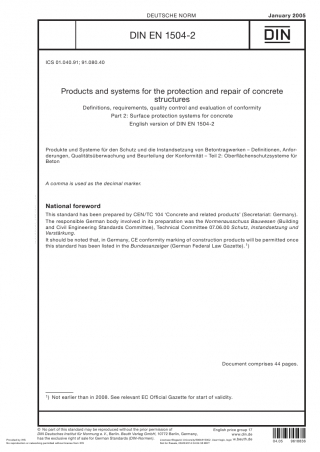 DEUTSCHE NORM
January 2005
DIN EN 1504-2
DIN
ICS 01.040.91; 91.080.40
Products and systems for the protection and repair of concrete
structures
Definitions, requirements, quality control and evaluation of conformity
Part 2: Surface protection systems for concrete
English version of DIN EN 1504-2
Produkte und Systeme für den Schutz und die Instandsetzung von Betontragwerken – Definitionen, Anfor-
derungen, Qualitätsüberwachung und Beurteilung der Konformität – Teil 2: Oberflächenschutzsysteme für
Beton
A comma is used as the decimal marker.
National foreword
This standard has been prepared by CEN/TC 104 'Concrete and related products' (Secretariat: Germany).
The responsible German body involved in its preparation was the Normenausschuss Bauwesen (Building
and Civil Engineering Standards Committee), Technical Committee 07.06.00 Schutz, Instandsetzung und
Verstärkung.
It should be noted that, in Germany, CE conformity marking of construction products will be permitted once
this standard has been listed in the Bundesanzeiger (German Federal Law Gazette).¹)
Document comprises 44 pages.
¹) Not earlier than in 2008. See relevant EC Official Gazette for start of validity.
© No part of this standard may be reproduced without the prior permission of
DIN Deutsches Institut für Normung e.V., Berlin. Beuth Verlag GmbH, 10772 Berlin, Germany,
has the exclusive right of sale for German Standards (DIN-Normen).
English price group
www.din.de
www.beuth.de